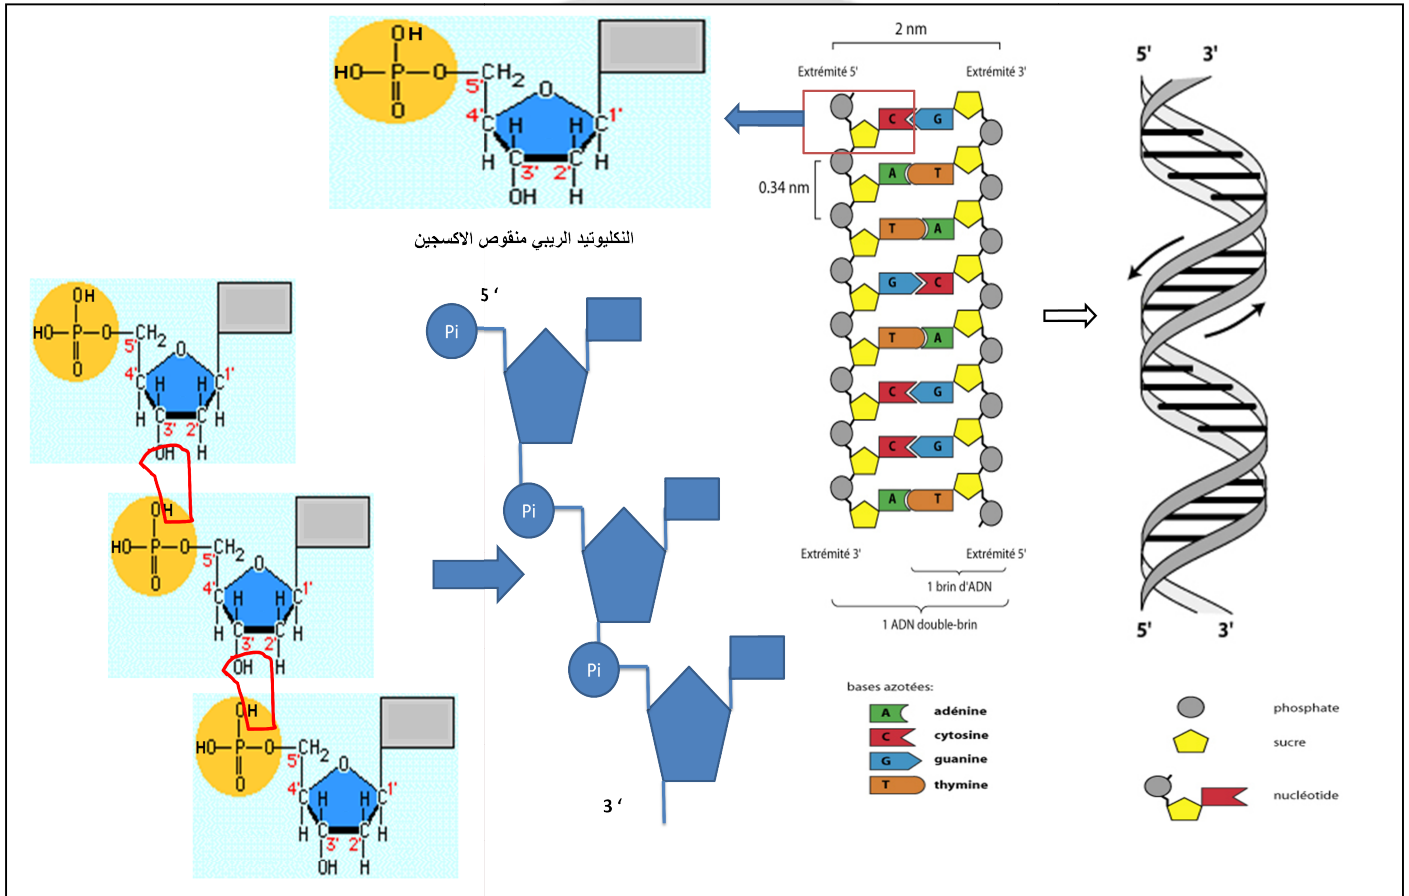 OH
HO P O CH2
O
5'
O
4' C H H C 1'
H C C H
3' 2'
OH H
النكليوتيد الريبي منقوص الاكسجين
OH
HO P O CH2
O
5'
O
4' C H H C 1'
H C C H
3' 2'
OH H
OH
HO P O CH2
O
5'
O
4' C H H C 1'
H C C H
3' 2'
OH H
OH
HO P O CH2
O
5'
O
4' C H H C 1'
H C C H
3' 2'
OH H
5 ‘
Pi
Pi
Pi
3 ‘
2 nm
Extrémité 5' Extrémité 3'
C G
A T
0.34 nm
T A
G C
T A
C G
C G
A T
Extrémité 3' Extrémité 5'
1 brin d'ADN
1 ADN double-brin
5' 3'
5' 3'
bases azotées:
A adénine
C cytosine
G guanine
T thymine
phosphate
sucre
nucléotide